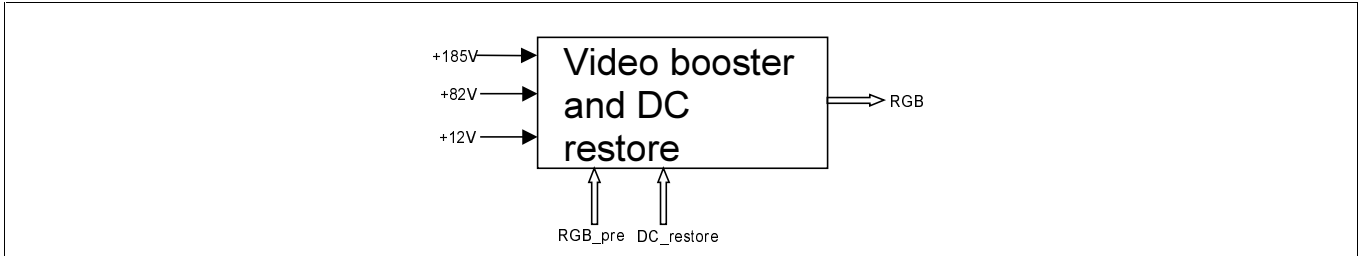 +185V
+82V
+12V
Video booster
and DC
restore
RGB
RGB_pre
DC_restore